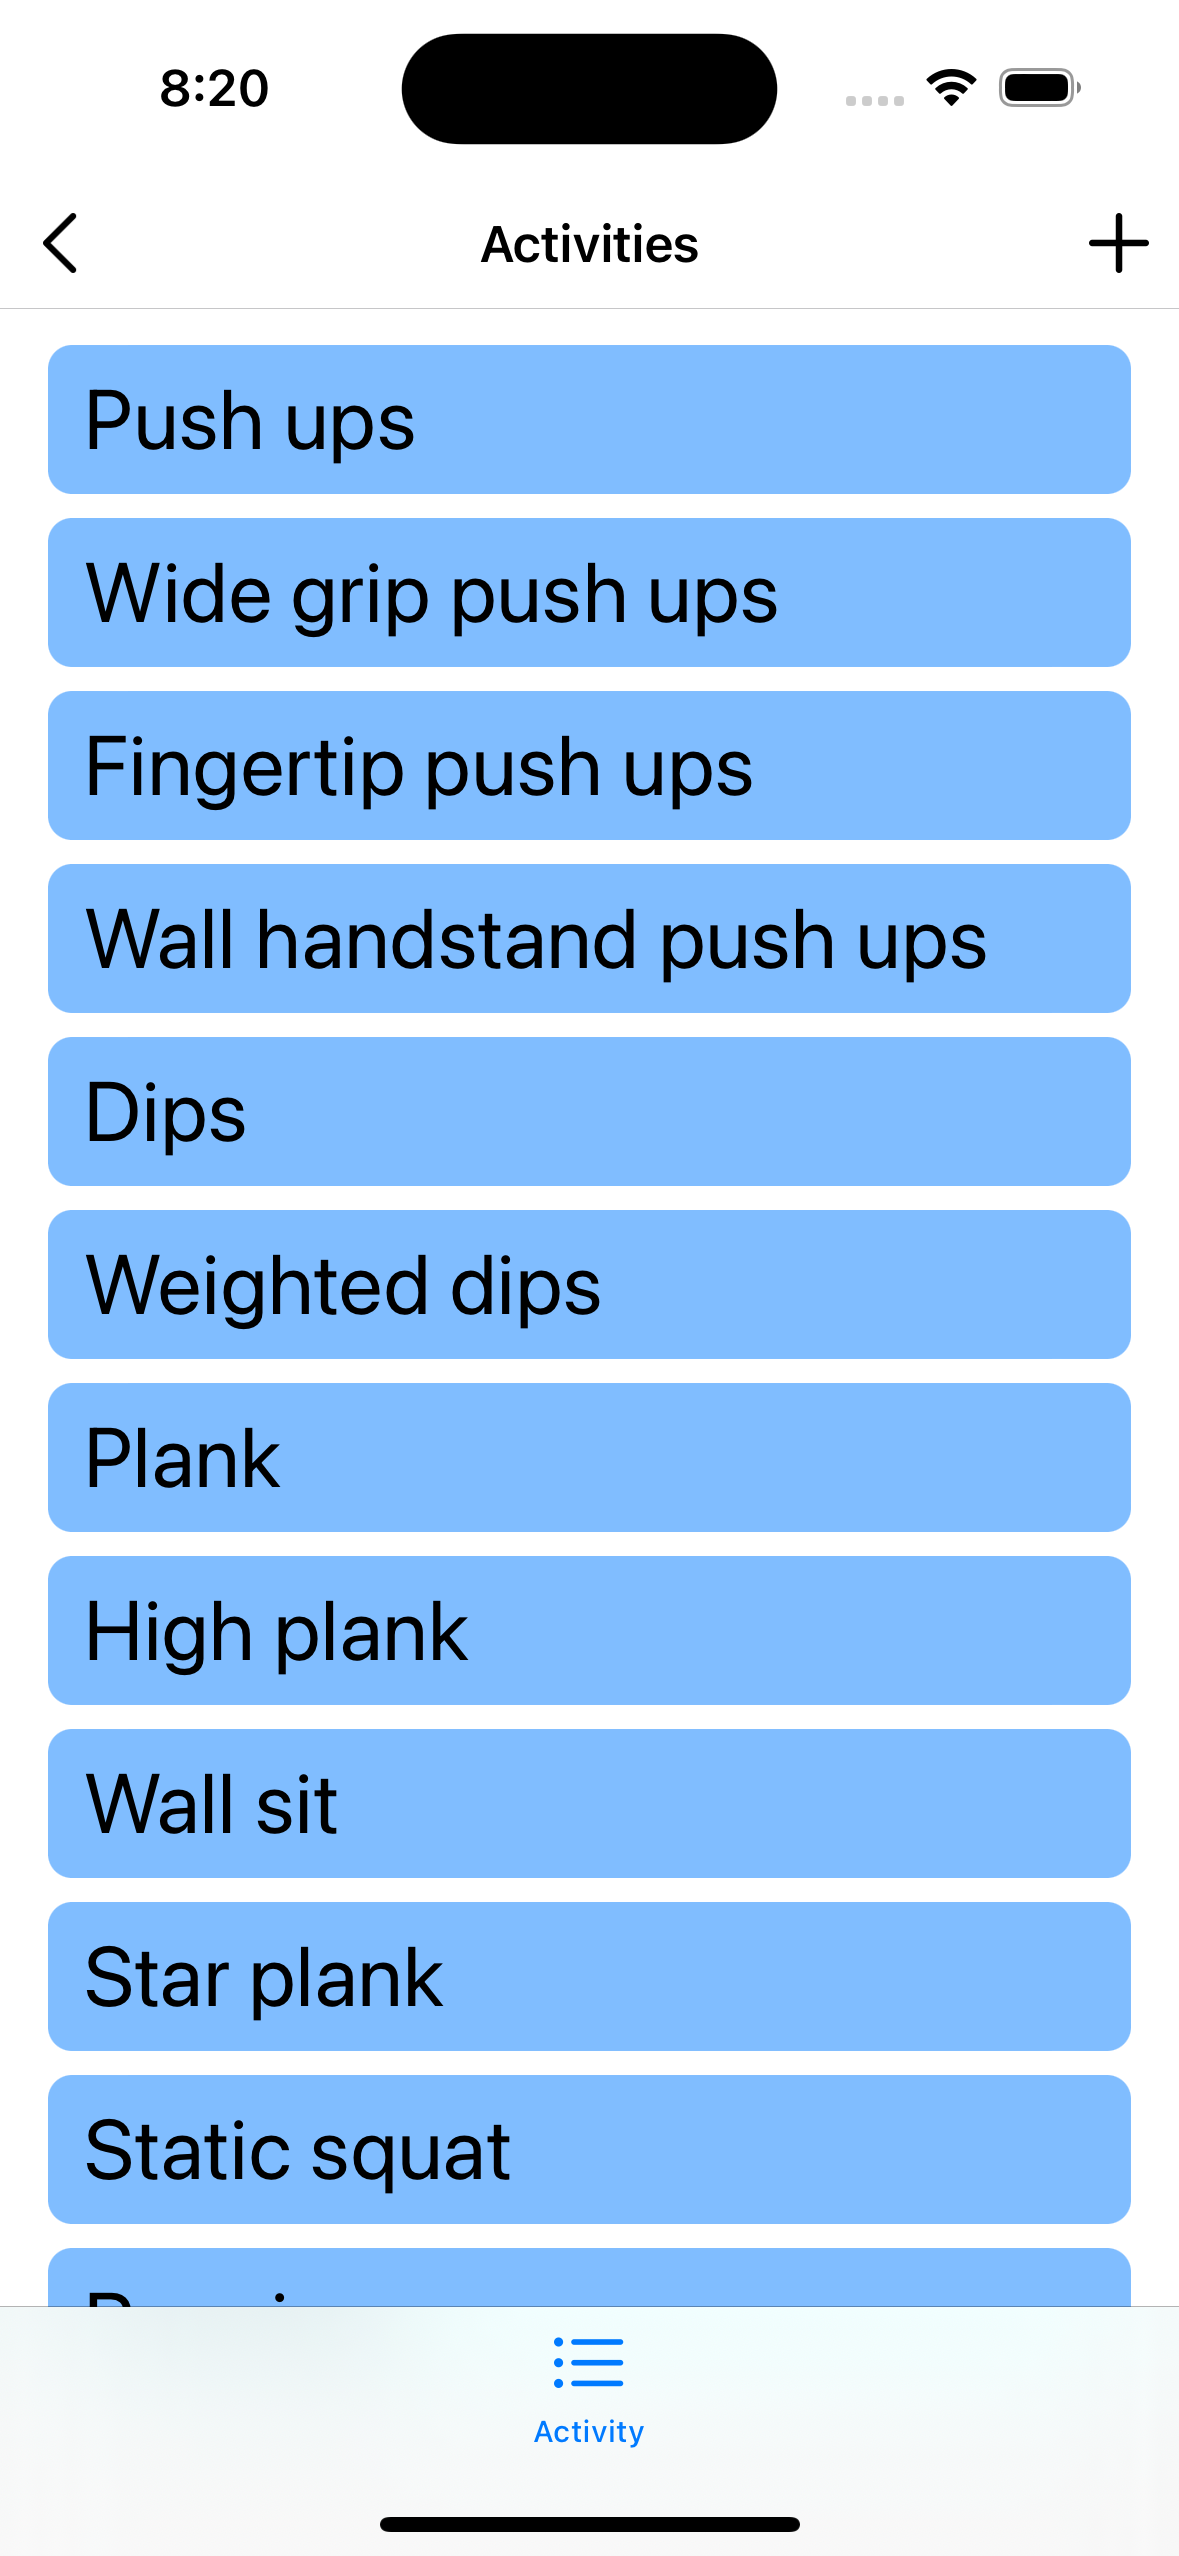 8:20
Activities
Push ups
Wide grip push ups
Fingertip push ups
Wall handstand push ups
Dips
Weighted dips
Plank
High plank
Wall sit
Star plank
Static squat
Activity